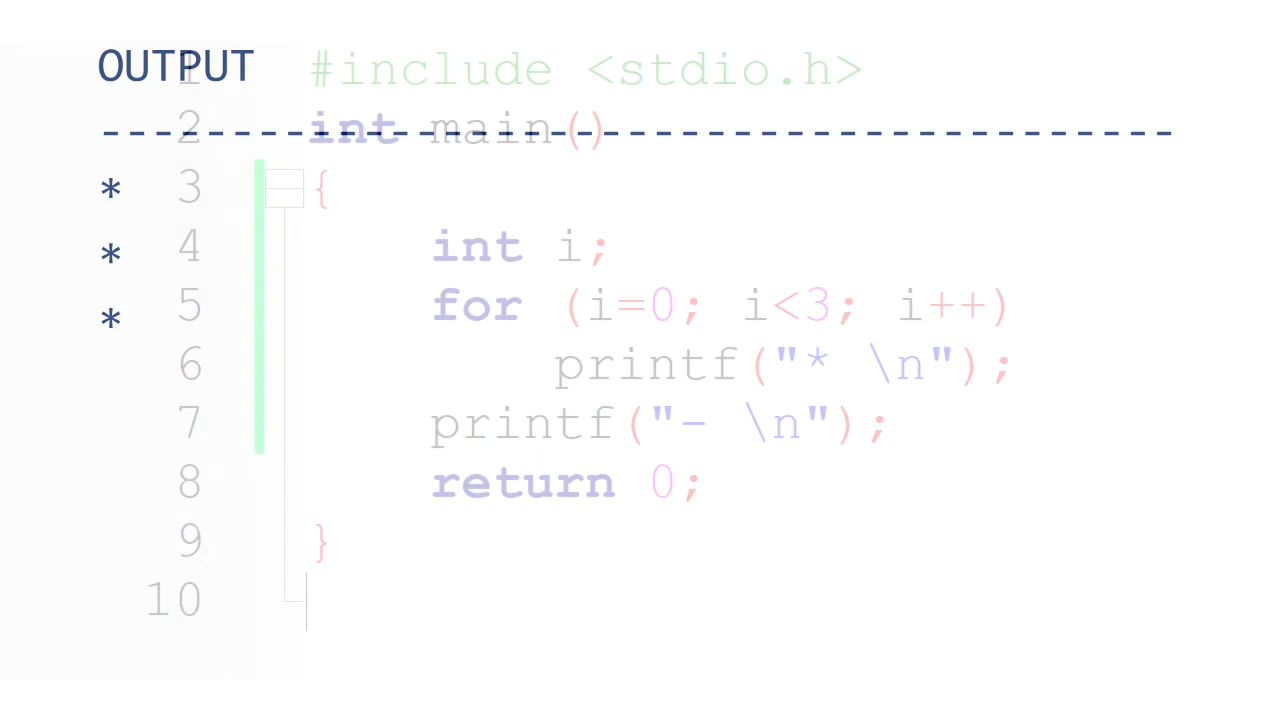 OUTPUT
------------------------------------------
*
*
*
1 #include <stdio.h>
2 int main()
3 {
4 int i;
5 for (i=0; i<3; i++)
6 printf("* \n");
7 printf("- \n");
8 return 0;
9 }
10